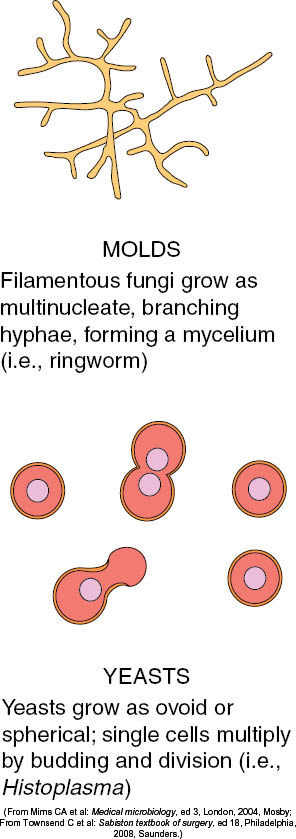 MOLDS
Filamentous fungi grow as
multinucleate, branching
hyphae, forming a mycelium
(i.e., ringworm)
YEASTS
Yeasts grow as ovoid or
spherical; single cells multiply
by budding and division (i.e.,
Histoplasma)
(From Mims CA et al: Medical microbiology, ed 3, London, 2004, Mosby;
From Townsend C et al: Sabiston textbook of surgery, ed 18, Philadelphia,
2008, Saunders.)